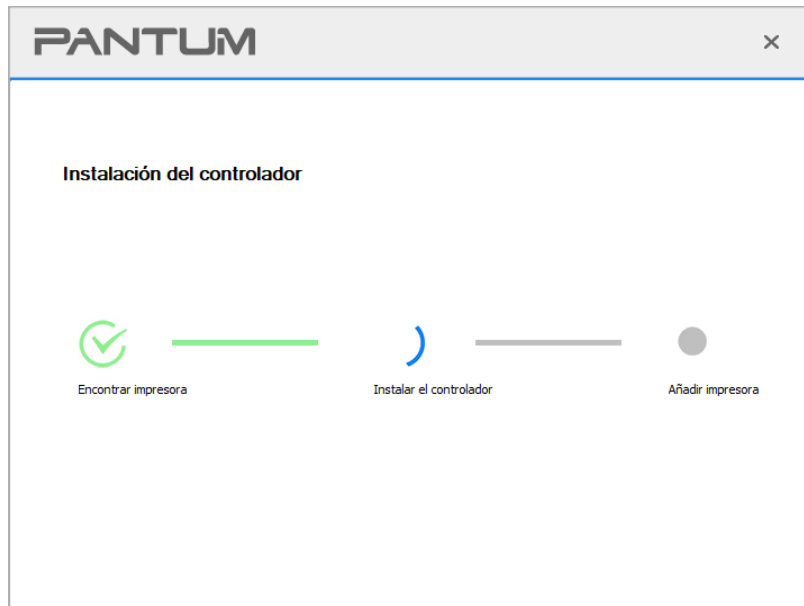 PANTUM
Instalación del controlador
Encontrar impresora
Instalar el controlador
Añadir impresora